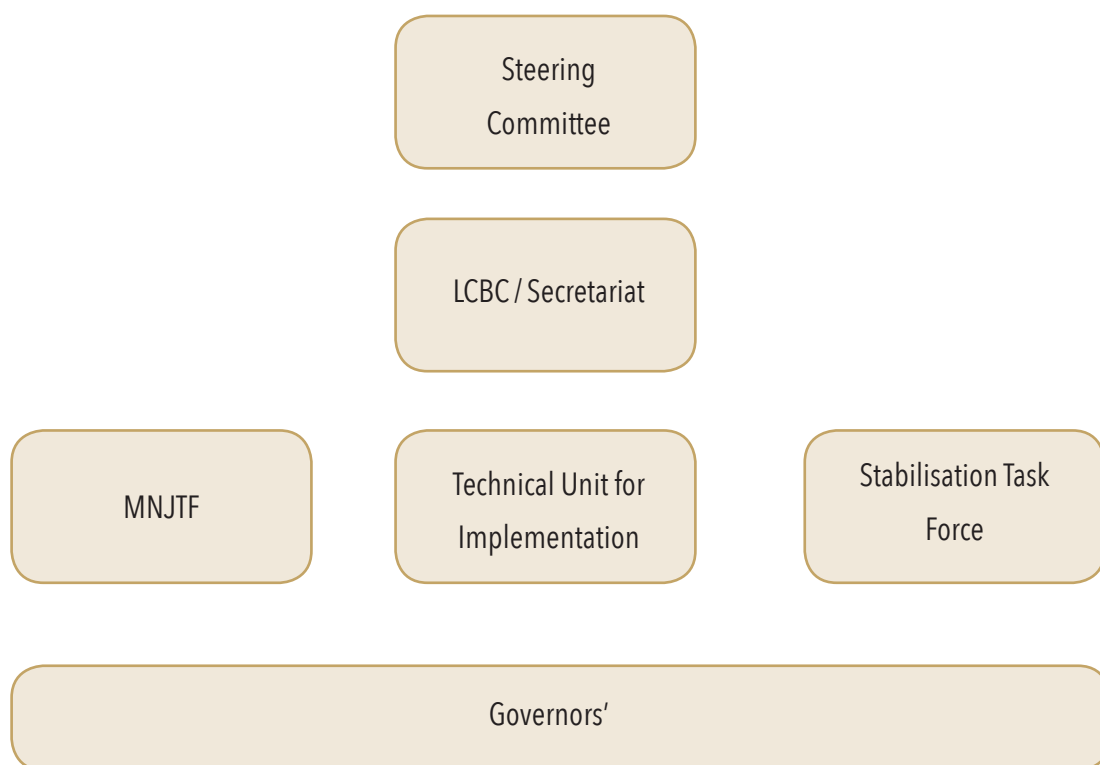 Steering
Committee
LCBC / Secretariat
MNJTF
Technical Unit for
Implementation
Stabilisation Task
Force
Governors’